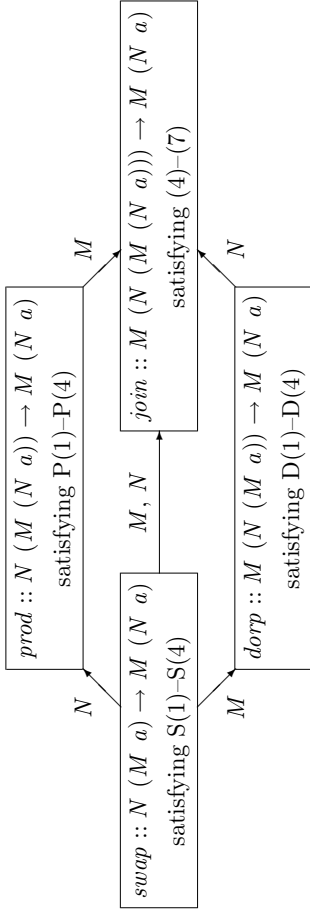 prod :: N (M (N a)) → M (N a)
satisfying P(1)–P(4)
N
M
swap :: N (M a) → M (N a)
satisfying S(1)–S(4)
M, N
join :: M (N (M (N a))) → M (N a)
satisfying (4)–(7)
M
N
dorp :: M (N (M a)) → M (N a)
satisfying D(1)–D(4)